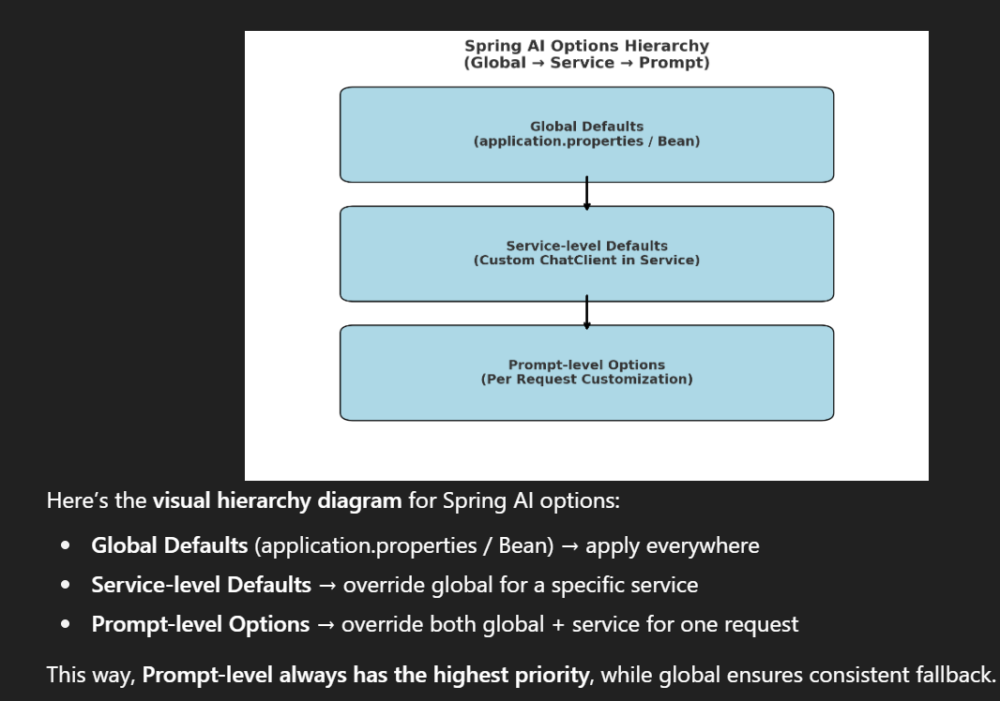 Spring AI Options Hierarchy
(Global → Service → Prompt)
Global Defaults
(application.properties / Bean)
Service-level Defaults
(Custom ChatClient in Service)
Prompt-level Options
(Per Request Customization)
Here’s the visual hierarchy diagram for Spring AI options:
• Global Defaults (application.properties / Bean) → apply everywhere
• Service-level Defaults → override global for a specific service
• Prompt-level Options → override both global + service for one request
This way, Prompt-level always has the highest priority, while global ensures consistent fallback.